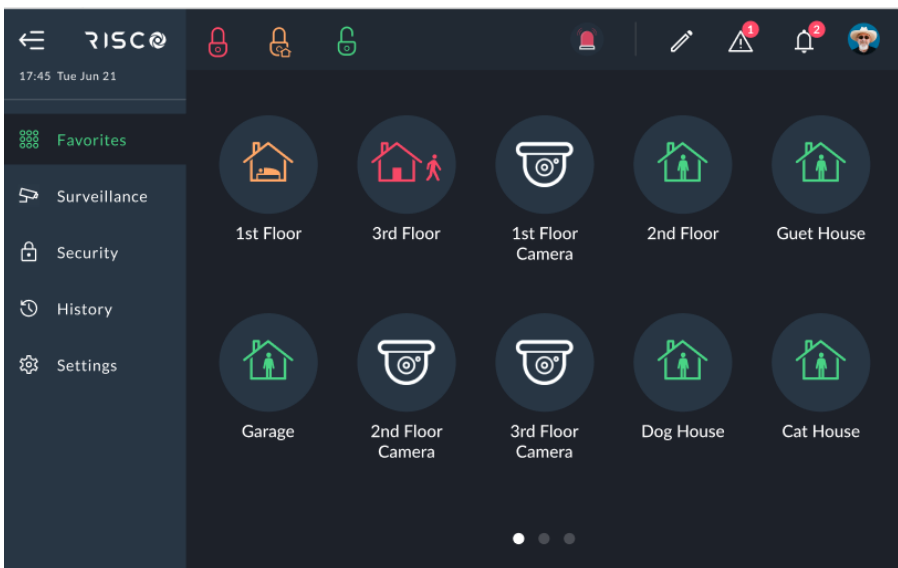 RISCO
17:45 Tue Jun 21
1
2
Favorites
Surveillance
Security
History
Settings
1st Floor
3rd Floor
1st Floor
Camera
2nd Floor
Guet House
Garage
2nd Floor
Camera
3rd Floor
Camera
Dog House
Cat House